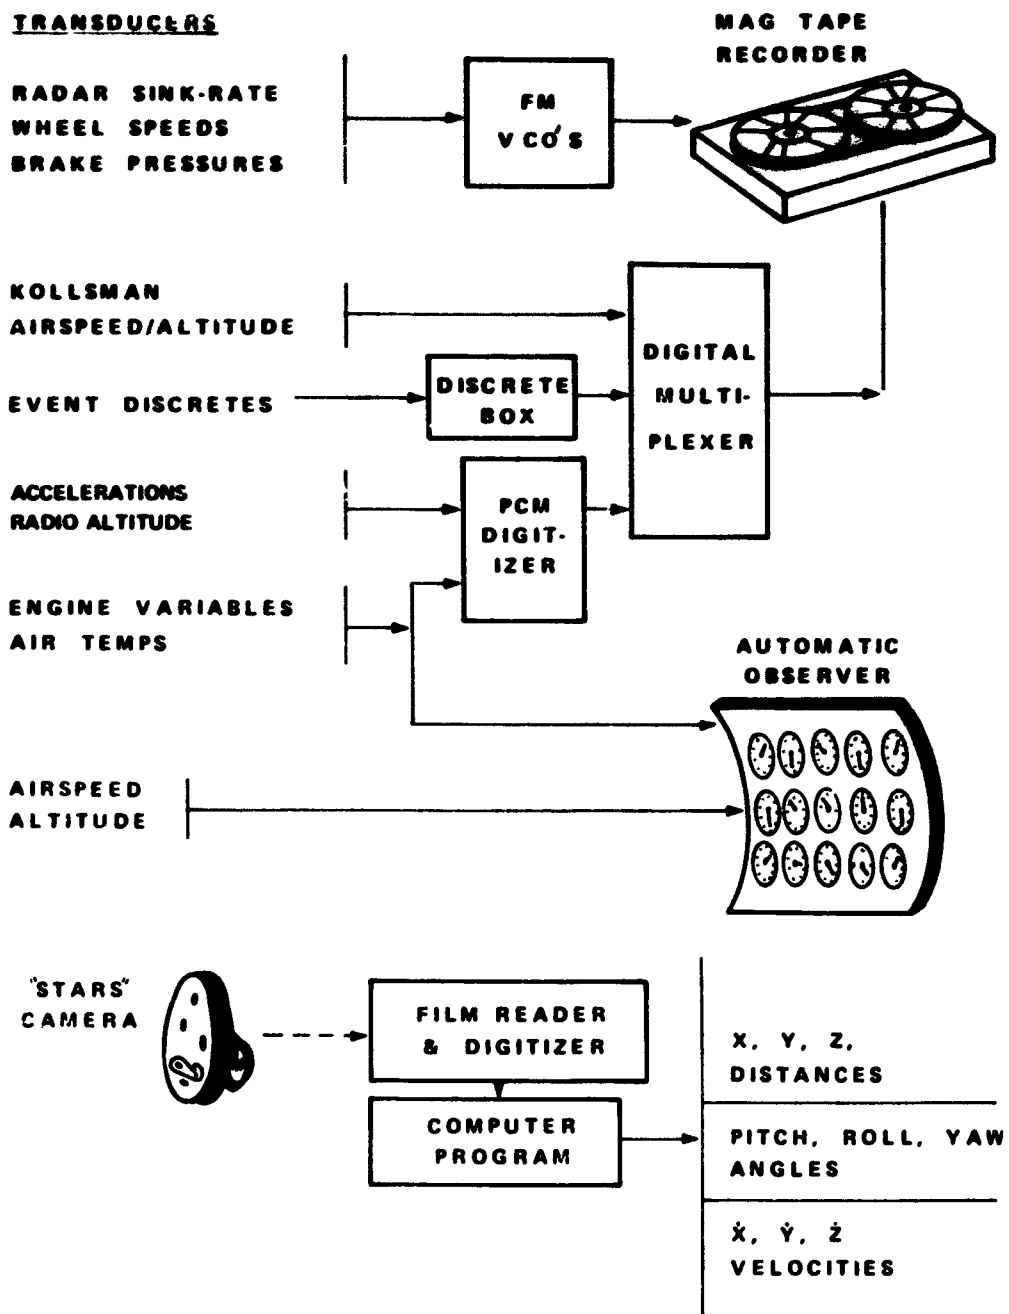 TRANSDUCERS
MAG TAPE
RECORDER
RADAR SINK-RATE
WHEEL SPEEDS
BRAKE PRESSURES
FM
VCO'S
KOLLSMAN
AIRSPEED/ALTITUDE
DIGITAL
MULTI-
PLEXER
EVENT DISCRETES
DISCRETE
BOX
ACCELERATIONS
RADIO ALTITUDE
PCM
DIGIT-
IZER
ENGINE VARIABLES
AIR TEMPS
AUTOMATIC
OBSERVER
AIRSPEED
ALTITUDE
"STARS"
CAMERA
FILM READER
& DIGITIZER
COMPUTER
PROGRAM
X, Y, Z,
DISTANCES
PITCH, ROLL, YAW
ANGLES
Ẋ, Ẏ, Ż
VELOCITIES